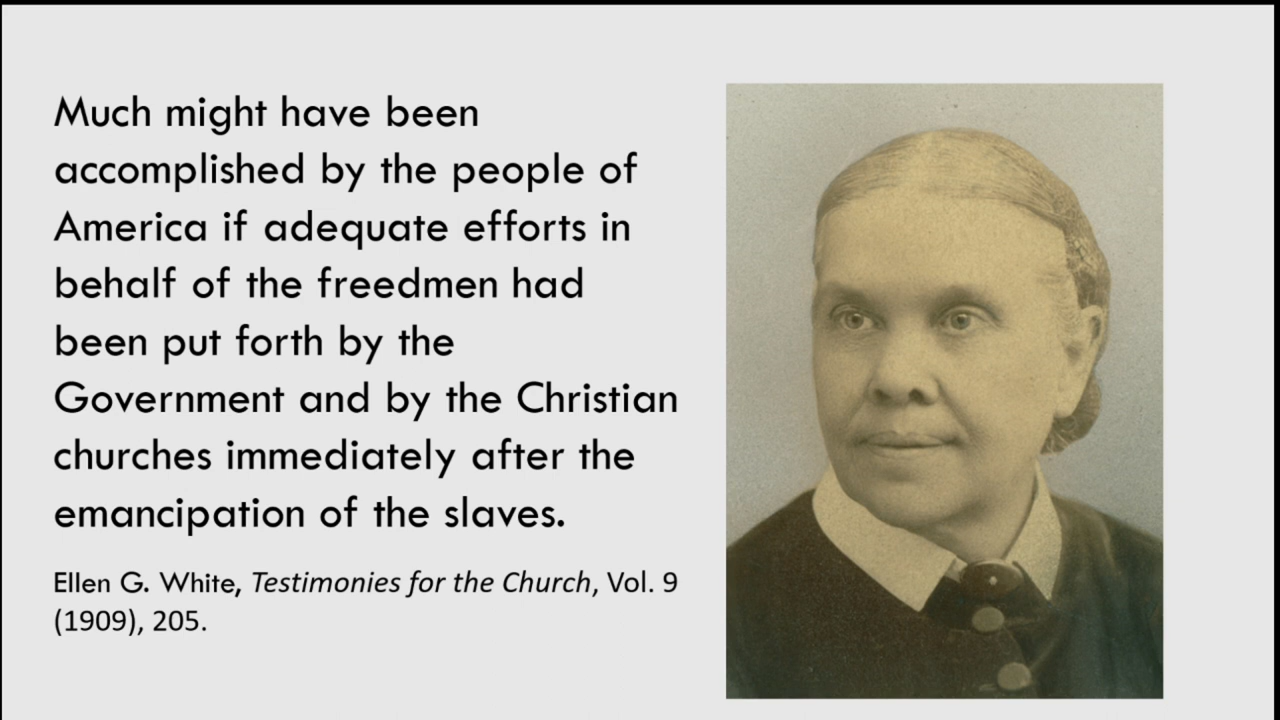 Much might have been
accomplished by the people of
America if adequate efforts in
behalf of the freedmen had
been put forth by the
Government and by the Christian
churches immediately after the
emancipation of the slaves.
Ellen G. White, Testimonies for the Church, Vol. 9
(1909), 205.